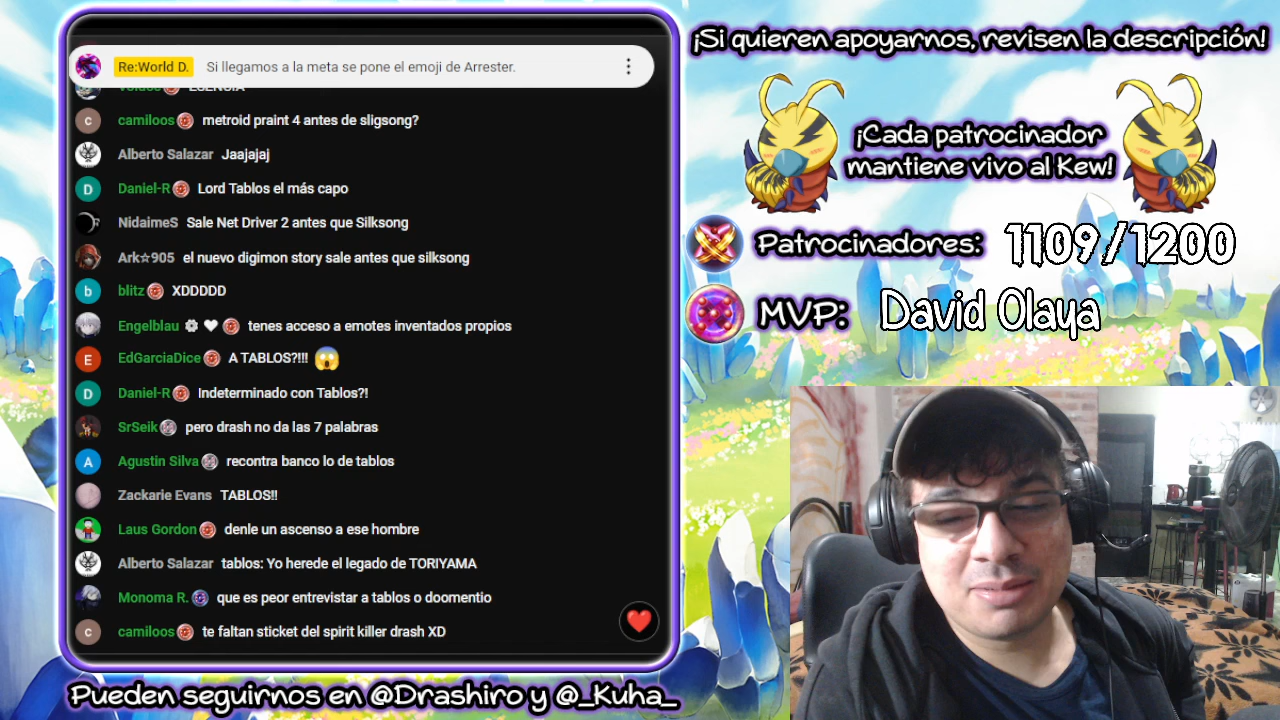 Re:World D. Si llegamos a la meta se pone el emoji de Arrester.
camiloos metroid praint 4 antes de sligsong?
Alberto Salazar Jaajajaj
Daniel-R Lord Tablos el más capo
NidaimeS Sale Net Driver 2 antes que Silksong
Ark☆905 el nuevo digimon story sale antes que silksong
blitz XDDDDD
Engelblau tenes acceso a emotes inventados propios
EdGarciaDice A TABLOS?!!! 😱
Daniel-R Indeterminado con Tablos?!
SrSeik pero drash no da las 7 palabras
Agustin Silva recontra banco lo de tablos
Zackarie Evans TABLOS!!
Laus Gordon denle un ascenso a ese hombre
Alberto Salazar tablos: Yo herede el legado de TORIYAMA
Monoma R. que es peor entrevistar a tablos o doomentio
camiloos te faltan sticket del spirit killer drash XD
Pueden seguirnos en @Drashiro y @_Kuha_
¡Si quieren apoyarnos, revisen la descripción!
¡Cada patrocinador
mantiene vivo al Kew!
Patrocinadores: 1109/1200
MVP: David Olaya